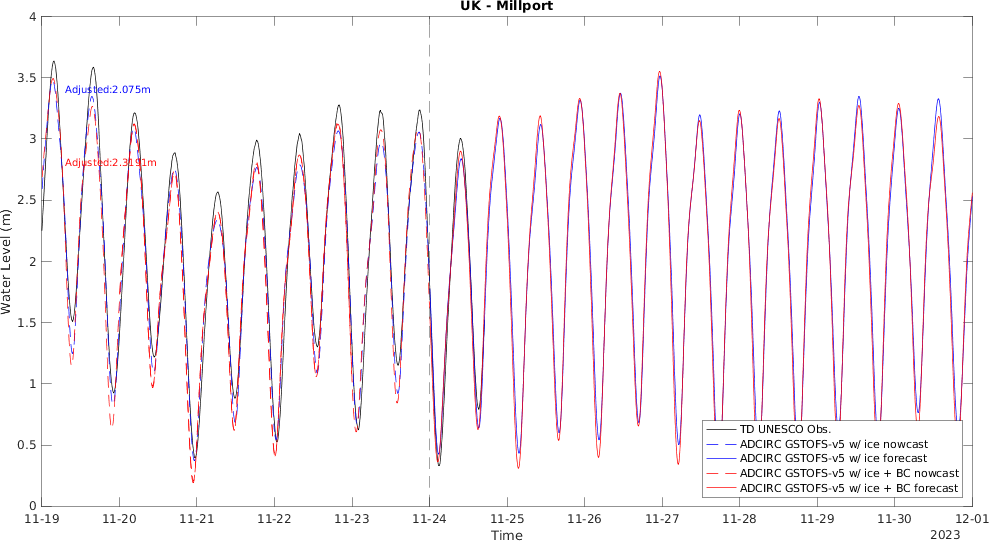 UK - Millport
4
3.5
3
2.5
2
1.5
1
0.5
0
Water Level (m)
Adjusted:2.075m
Adjusted:2.3191m
TD UNESCO Obs.
ADCIRC GSTOFS-v5 w/ ice nowcast
ADCIRC GSTOFS-v5 w/ ice forecast
ADCIRC GSTOFS-v5 w/ ice + BC nowcast
ADCIRC GSTOFS-v5 w/ ice + BC forecast
11-19 11-20 11-21 11-22 11-23 11-24 11-25 11-26 11-27 11-28 11-29 11-30 12-01
Time
2023